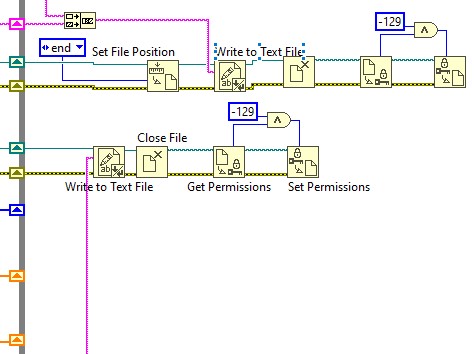 -129
end
Set File Position
Write to Text File
-129
Close File
Write to Text File
Get Permissions
Set Permissions